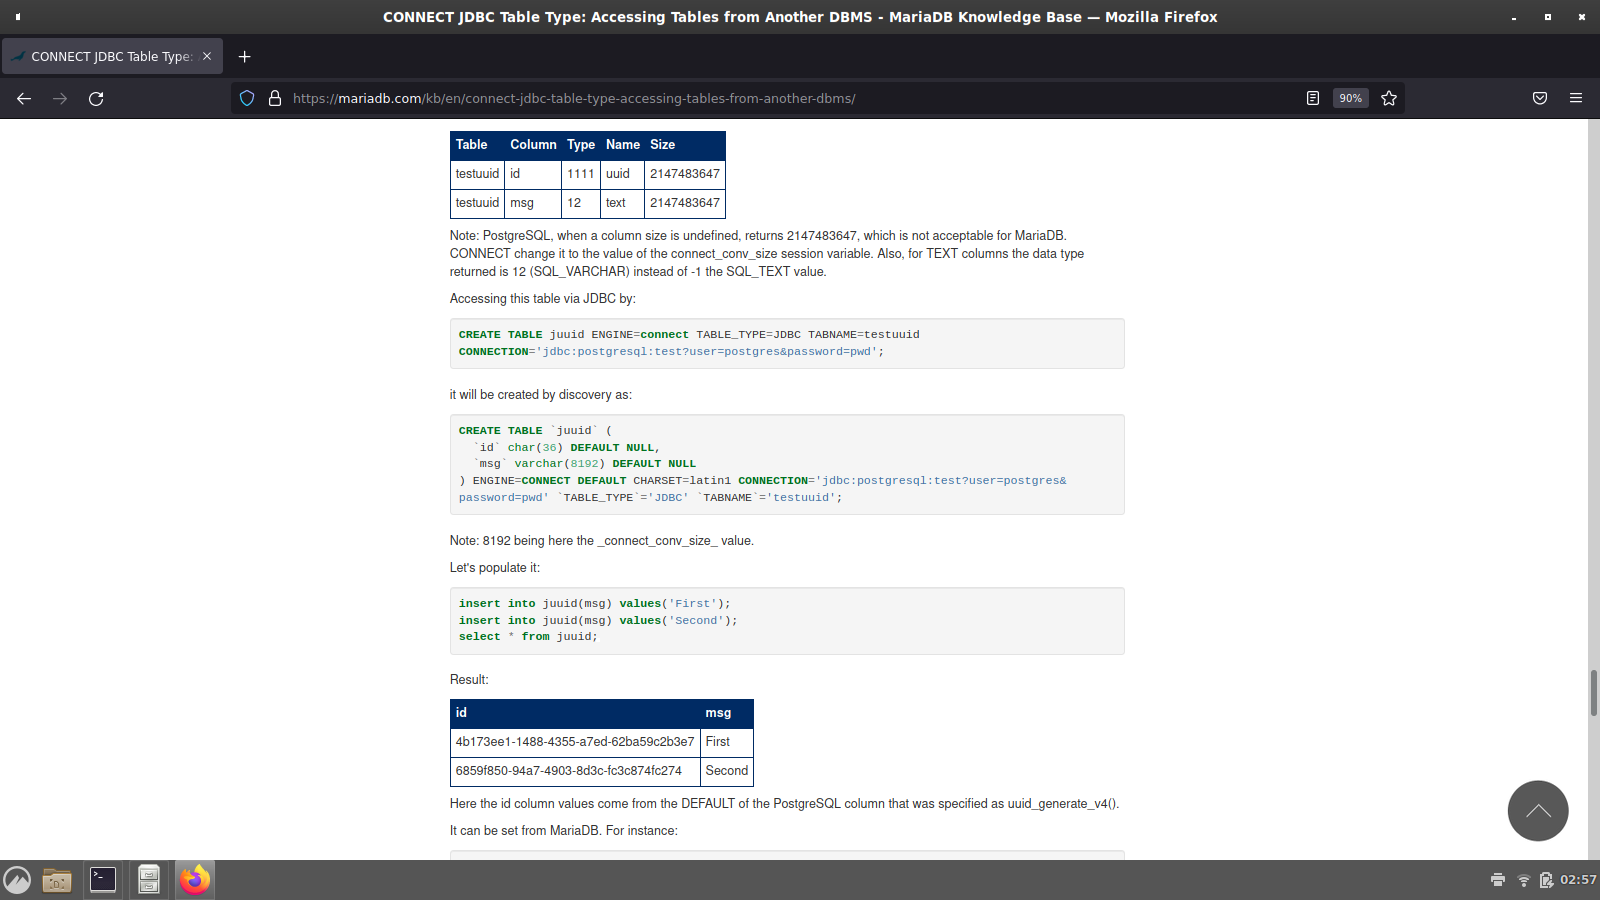 CONNECT JDBC Table Type: Accessing Tables from Another DBMS - MariaDB Knowledge Base — Mozilla Firefox
CONNECT JDBC Table Type:
https://mariadb.com/kb/en/connect-jdbc-table-type-accessing-tables-from-another-dbms/
90%
Table Column Type Name Size
testuuid id 1111 uuid 2147483647
testuuid msg 12 text 2147483647
Note: PostgreSQL, when a column size is undefined, returns 2147483647, which is not acceptable for MariaDB.
CONNECT change it to the value of the connect_conv_size session variable. Also, for TEXT columns the data type
returned is 12 (SQL_VARCHAR) instead of -1 the SQL_TEXT value.
Accessing this table via JDBC by:
CREATE TABLE juuid ENGINE=connect TABLE_TYPE=JDBC TABNAME=testuuid
CONNECTION='jdbc:postgresql:test?user=postgres&password=pwd';
it will be created by discovery as:
CREATE TABLE `juuid` (
`id` char(36) DEFAULT NULL,
`msg` varchar(8192) DEFAULT NULL
) ENGINE=CONNECT DEFAULT CHARSET=latin1 CONNECTION='jdbc:postgresql:test?user=postgres&
password=pwd' `TABLE_TYPE`='JDBC' `TABNAME`='testuuid';
Note: 8192 being here the _connect_conv_size_ value.
Let's populate it:
insert into juuid(msg) values('First');
insert into juuid(msg) values('Second');
select * from juuid;
Result:
id msg
4b173ee1-1488-4355-a7ed-62ba59c2b3e7 First
6859f850-94a7-4903-8d3c-fc3c874fc274 Second
Here the id column values come from the DEFAULT of the PostgreSQL column that was specified as uuid_generate_v4().
It can be set from MariaDB. For instance:
02:57